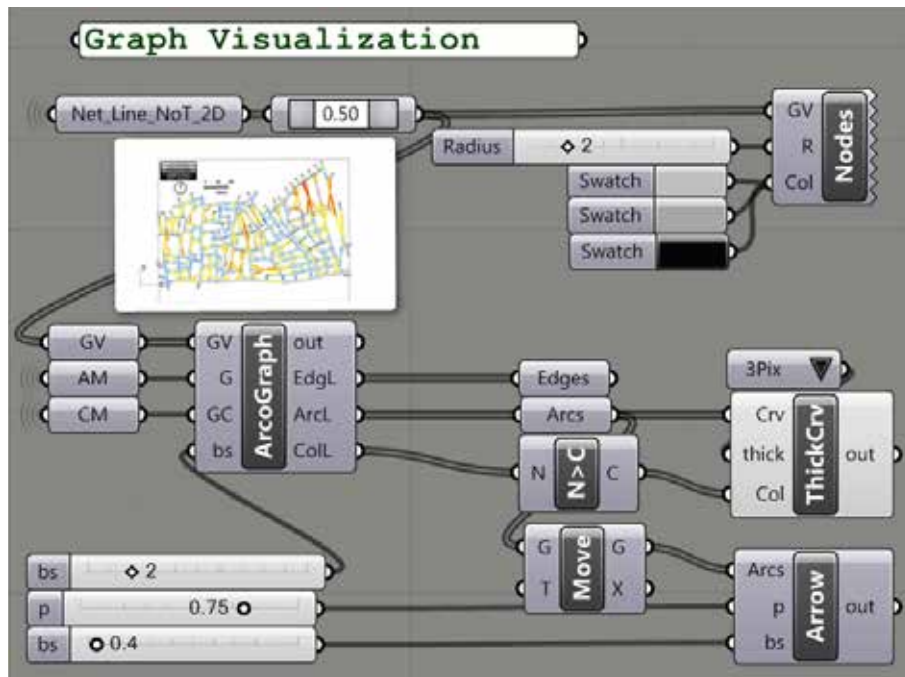 Graph Visualization
Net_Line_NoT_2D
0.50
GV
R
Col
Nodes
Radius
2
Swatch
Swatch
Swatch
GV
AM
CM
GV
G
GC
bs
ArcoGraph
out
EdgL
ArcL
ColL
Edges
Arcs
N
N>C
C
3Pix
Crv
thick
Col
ThickCrv
out
G
T
Move
G
X
Arcs
p
bs
Arrow
out
bs
2
p
0.75
bs
0.4